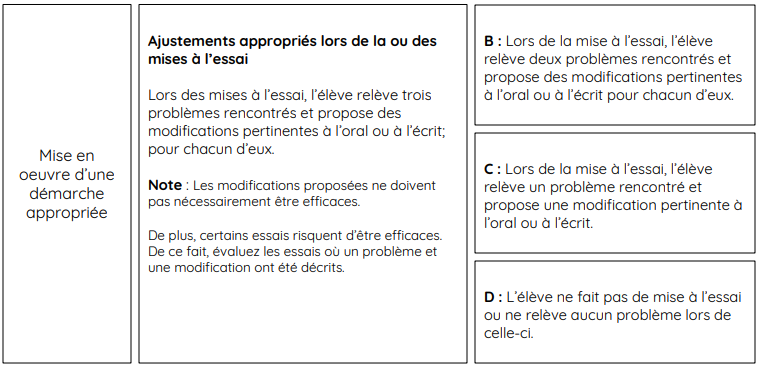 Mise en
oeuvre d'une
démarche
appropriée
Ajustements appropriés lors de la ou des
mises à l'essai
Lors des mises à l'essai, l'élève relève trois
problèmes rencontrés et propose des
modifications pertinentes à l'oral ou à l'écrit;
pour chacun d'eux.
Note : Les modifications proposées ne doivent
pas nécessairement être efficaces.
De plus, certains essais risquent d'être efficaces.
De ce fait, évaluez les essais où un problème et
une modification ont été décrits.
B : Lors de la mise à l'essai, l'élève
relève deux problèmes rencontrés et
propose des modifications pertinentes
à l'oral ou à l'écrit pour chacun d'eux.
C : Lors de la mise à l'essai, l'élève
relève un problème rencontré et
propose une modification pertinente à
l'oral ou à l'écrit.
D : L'élève ne fait pas de mise à l'essai
ou ne relève aucun problème lors de
celle-ci.